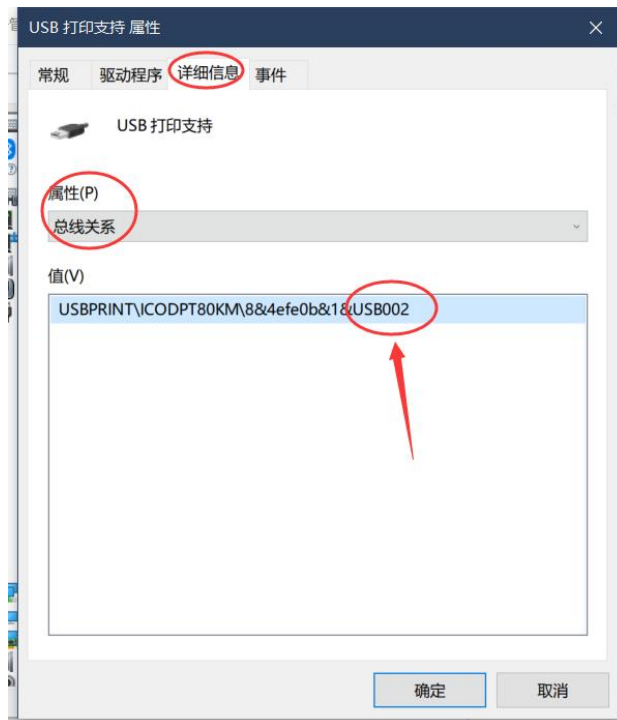 USB 打印支持 属性
常规 驱动程序 详细信息 事件
USB 打印支持
属性(P)
总线关系
值(V)
USBPRINT\ICODPT80KM\8&4efe0b&1&USB002
确定 取消